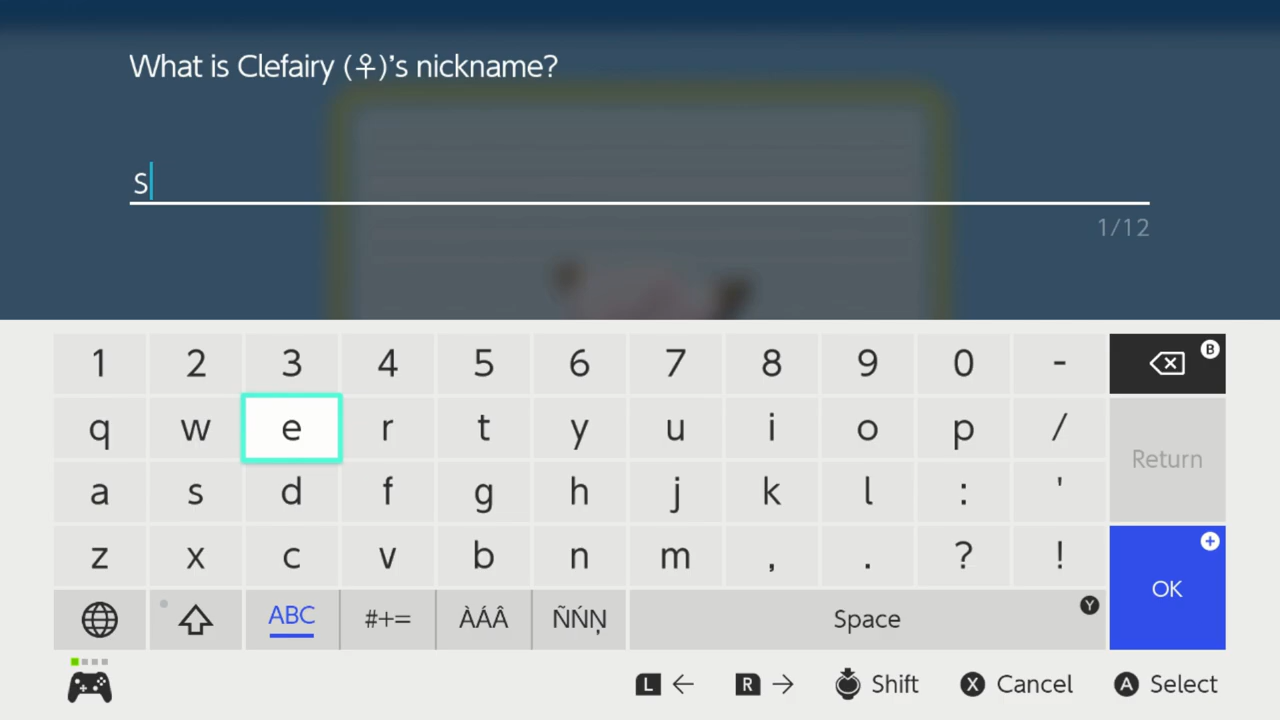 What is Clefairy (♀)'s nickname?
S
1/12
1 2 3 4 5 6 7 8 9 0 - B
q w e r t y u i o p /
Return
a s d f g h j k l : '
z x c v b n m , . ? ! +
OK
ABC #+= ÀÁÂ ÑŃŅ Space Y
L ← R → Shift X Cancel A Select